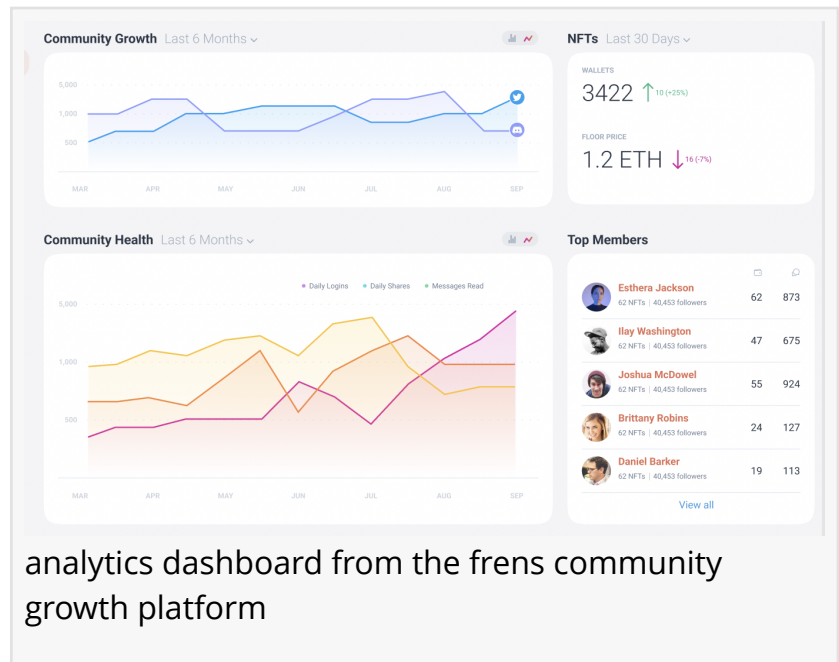 Community Growth Last 6 Months
NFTs Last 30 Days
5,000
1,000
500
MAR APR MAY JUN JUL AUG SEP
WALLETS
3422 10 (+25%)
FLOOR PRICE
1.2 ETH 16 (-7%)
Community Health Last 6 Months
Daily Logins Daily Shares Messages Read
5,000
1,000
500
MAR APR MAY JUN JUL AUG SEP
Top Members
Esthera Jackson
62 NFTs | 40,453 followers
62 873
Ilay Washington
62 NFTs | 40,453 followers
47 675
Joshua McDowel
62 NFTs | 40,453 followers
55 924
Brittany Robins
62 NFTs | 40,453 followers
24 127
Daniel Barker
62 NFTs | 40,453 followers
19 113
View all
analytics dashboard from the frens community
growth platform